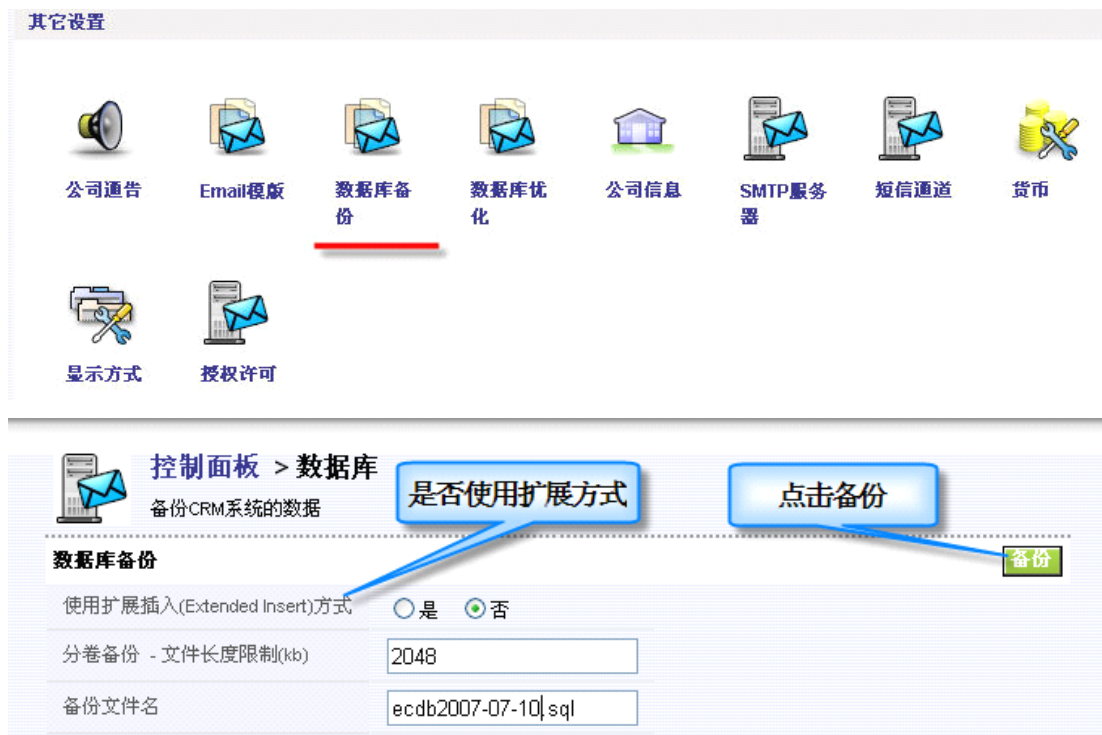 其它设置
公司通告 Email模版 数据库备份 数据库优化 公司信息 SMTP服务器 短信通道 货币
显示方式 授权许可
控制面板 > 数据库
备份CRM系统的数据
是否使用扩展方式
点击备份
数据库备份 备份
使用扩展插入(Extended Insert)方式 是 否
分卷备份 - 文件长度限制(kb) 2048
备份文件名 ecdb2007-07-10.sql